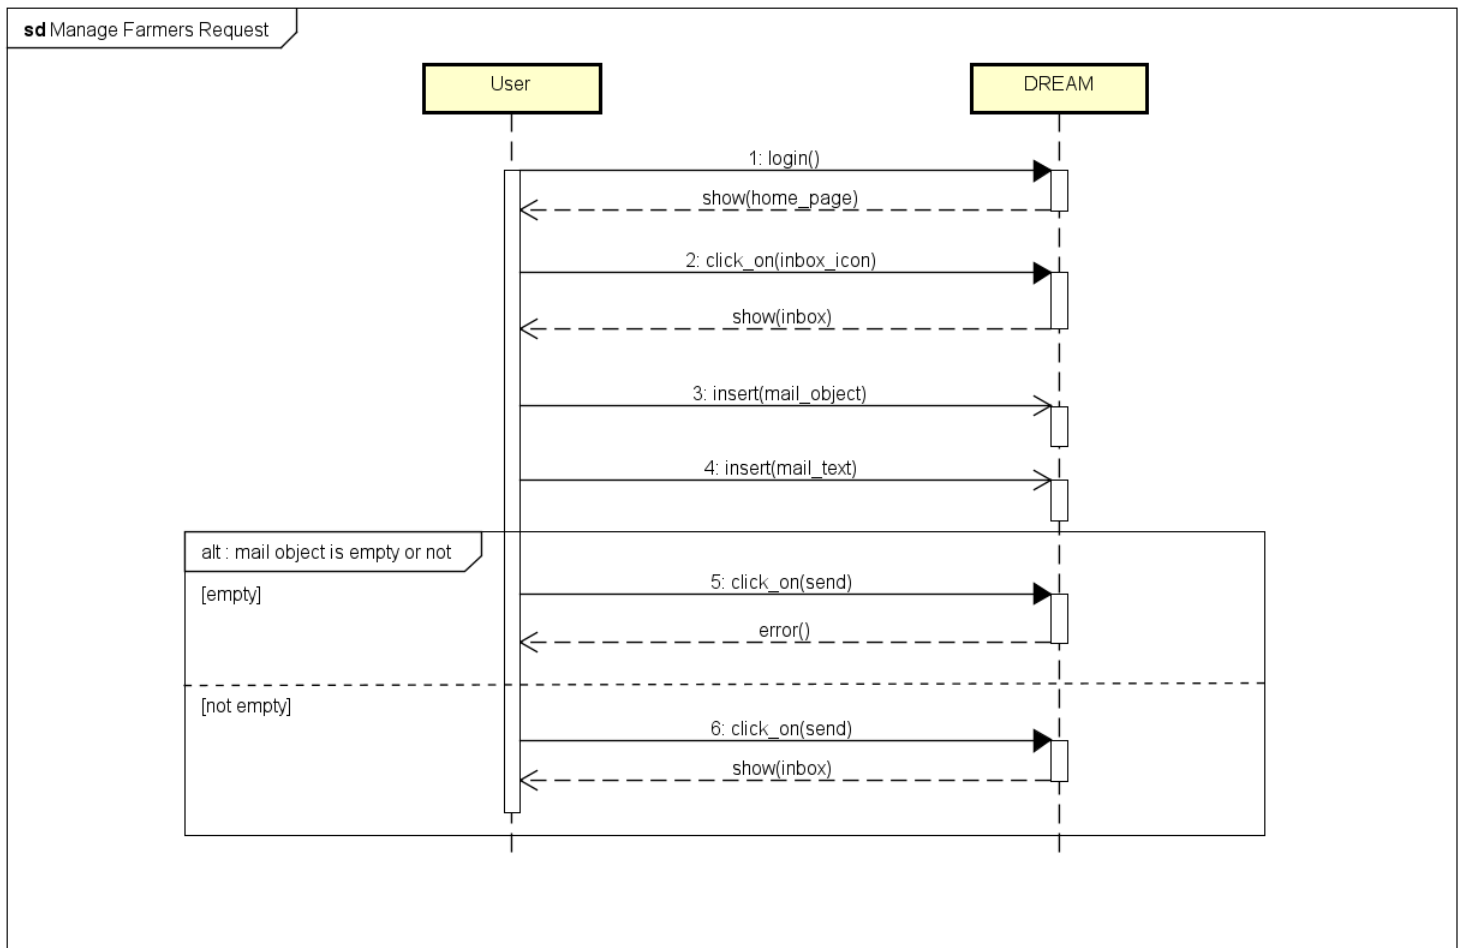 sd Manage Farmers Request
User
DREAM
1: login()
show(home_page)
2: click_on(inbox_icon)
show(inbox)
3: insert(mail_object)
4: insert(mail_text)
alt : mail object is empty or not
5: click_on(send)
[empty]
error()
[not empty]
6: click_on(send)
show(inbox)